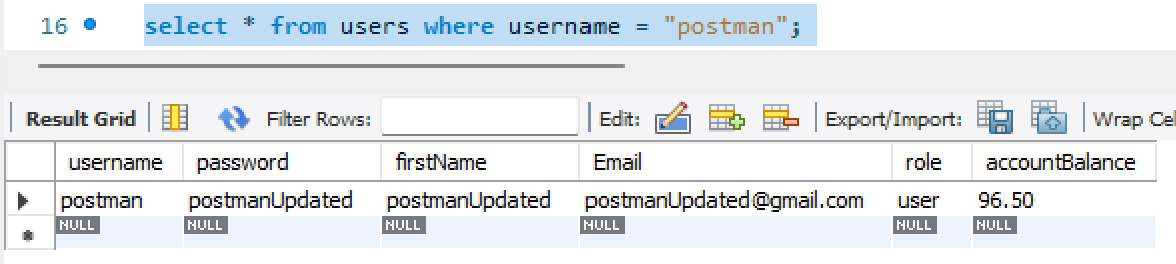 16 select * from users where username = "postman";
Result Grid Filter Rows: Edit: Export/Import: Wrap Cel
username password firstName Email role accountBalance
postman postmanUpdated postmanUpdated postmanUpdated@gmail.com user 96.50
NULL NULL NULL NULL NULL NULL